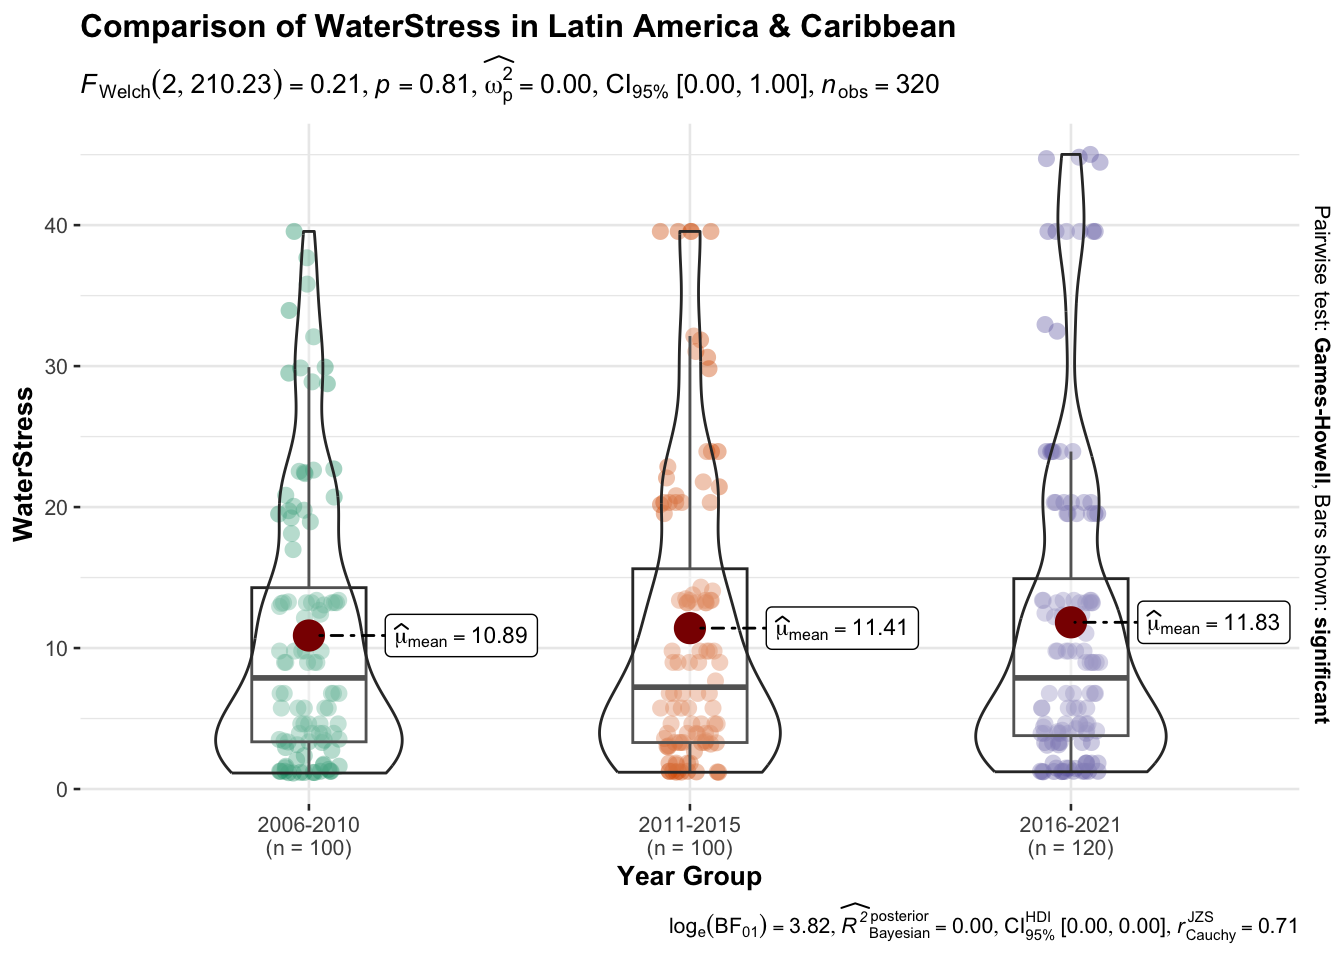 Comparison of WaterStress in Latin America & Caribbean
F_Welch(2, 210.23) = 0.21, p = 0.81, ω̂²_p = 0.00, CI_95% [0.00, 1.00], n_obs = 320
WaterStress
40
30
20
10
0
μ̂_mean = 10.89
μ̂_mean = 11.41
μ̂_mean = 11.83
2006-2010
(n = 100)
2011-2015
(n = 100)
2016-2021
(n = 120)
Year Group
Pairwise test: Games-Howell, Bars shown: significant
log_e(BF_01) = 3.82, R̂²^posterior_Bayesian = 0.00, CI^HDI_95% [0.00, 0.00], r^JZS_Cauchy = 0.71